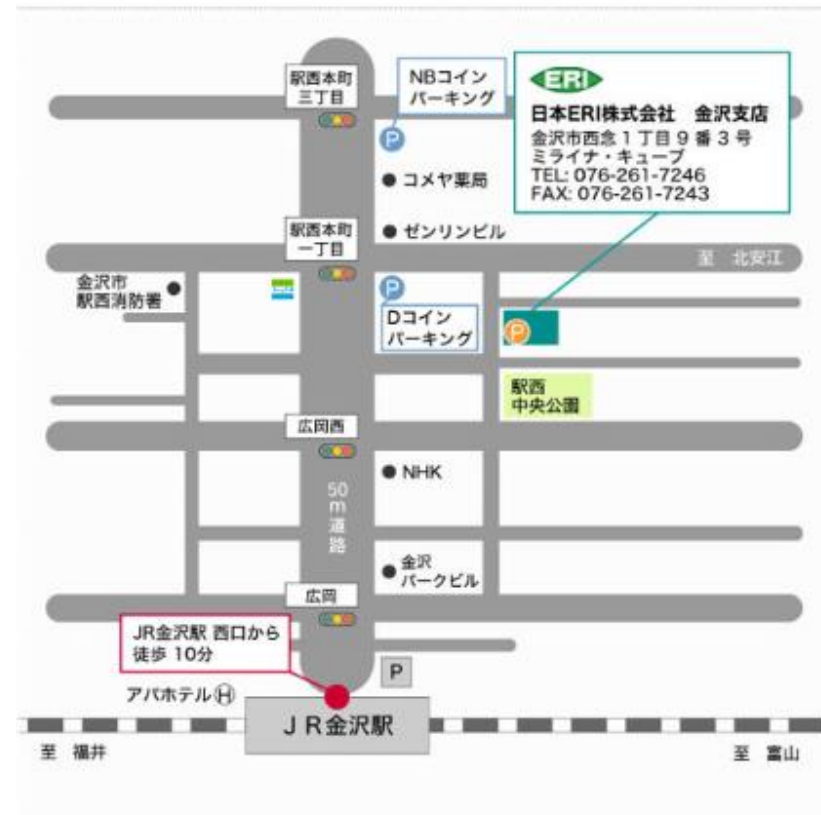 駅西本町
三丁目
NBコイン
パーキング
P
ERI
日本ERI株式会社　金沢支店
金沢市西念1丁目9番3号
ミライナ・キューブ
TEL: 076-261-7246
FAX: 076-261-7243
コメヤ薬局
駅西本町
一丁目
ゼンリンビル
至　北安江
金沢市
駅西消防署
P
Dコイン
パーキング
P
駅西
中央公園
広岡西
NHK
50m道路
金沢
パークビル
広岡
JR金沢駅 西口から
徒歩 10分
P
アパホテル
H
JR金沢駅
至　福井
至　富山